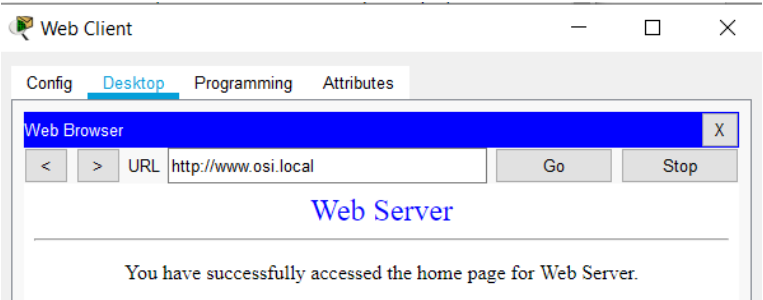 Web Client
Config Desktop Programming Attributes
Web Browser X
< > URL http://www.osi.local Go Stop
Web Server
You have successfully accessed the home page for Web Server.